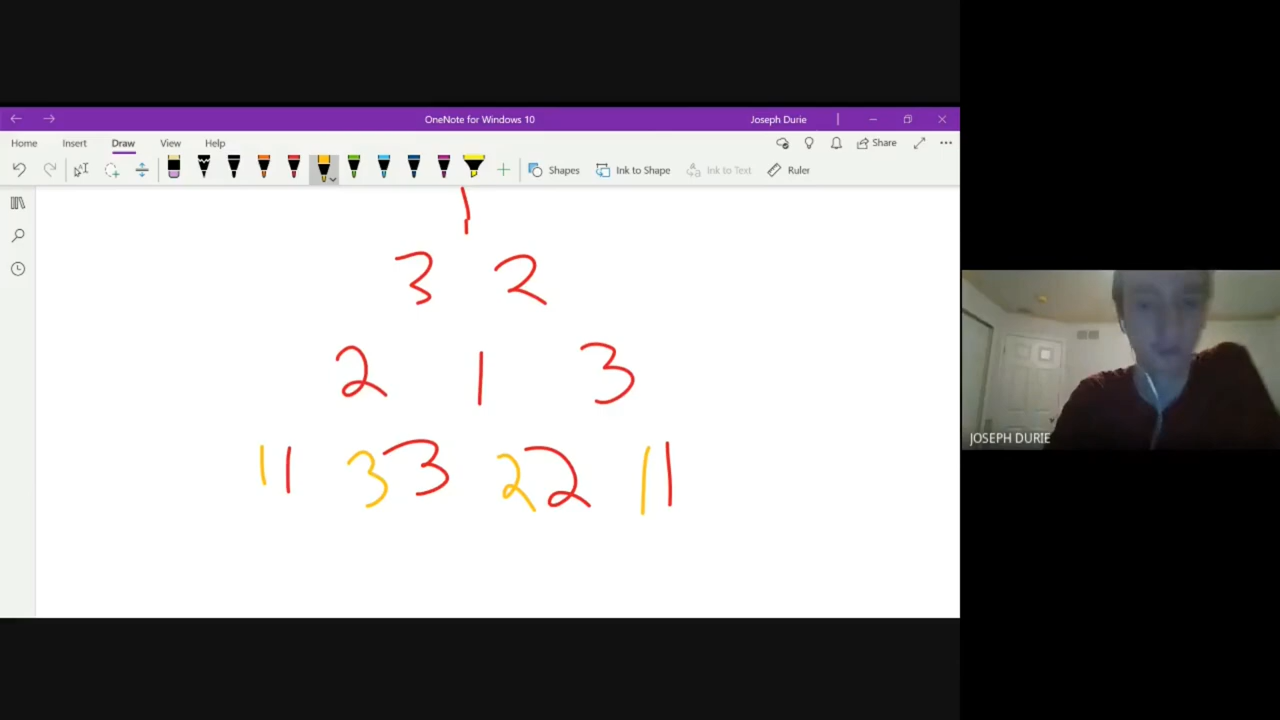 OneNote for Windows 10
Joseph Durie
Home Insert Draw View Help
Share
Shapes Ink to Shape Ink to Text Ruler
1
3 2
2 1 3
11 33 22 11
JOSEPH DURIE